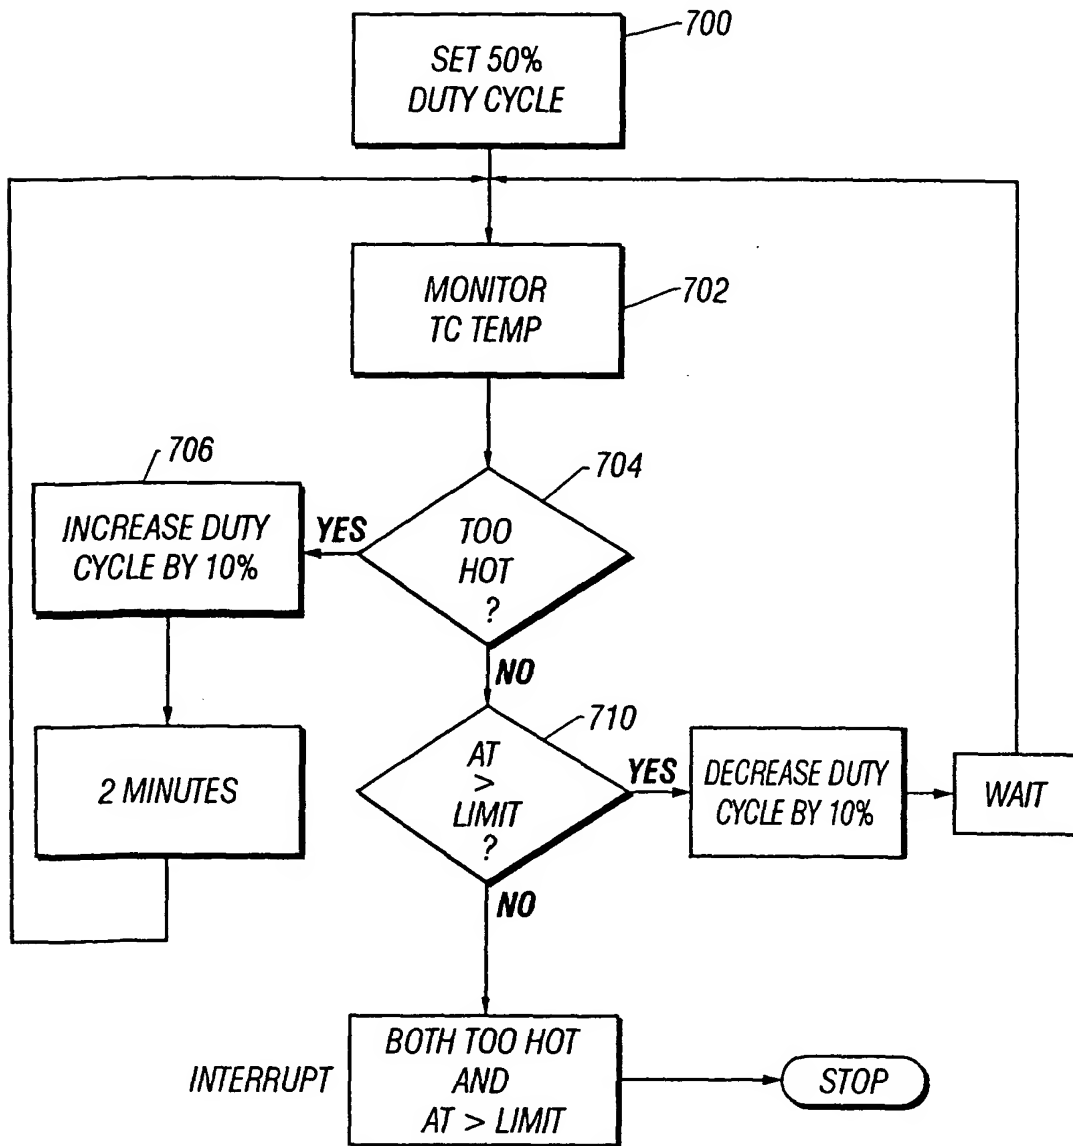 700
SET 50%
DUTY CYCLE
MONITOR
TC TEMP
702
706
704
INCREASE DUTY
CYCLE BY 10%
YES
TOO
HOT
?
NO
710
2 MINUTES
AT
>
LIMIT
?
YES
DECREASE DUTY
CYCLE BY 10%
WAIT
NO
INTERRUPT
BOTH TOO HOT
AND
AT > LIMIT
STOP